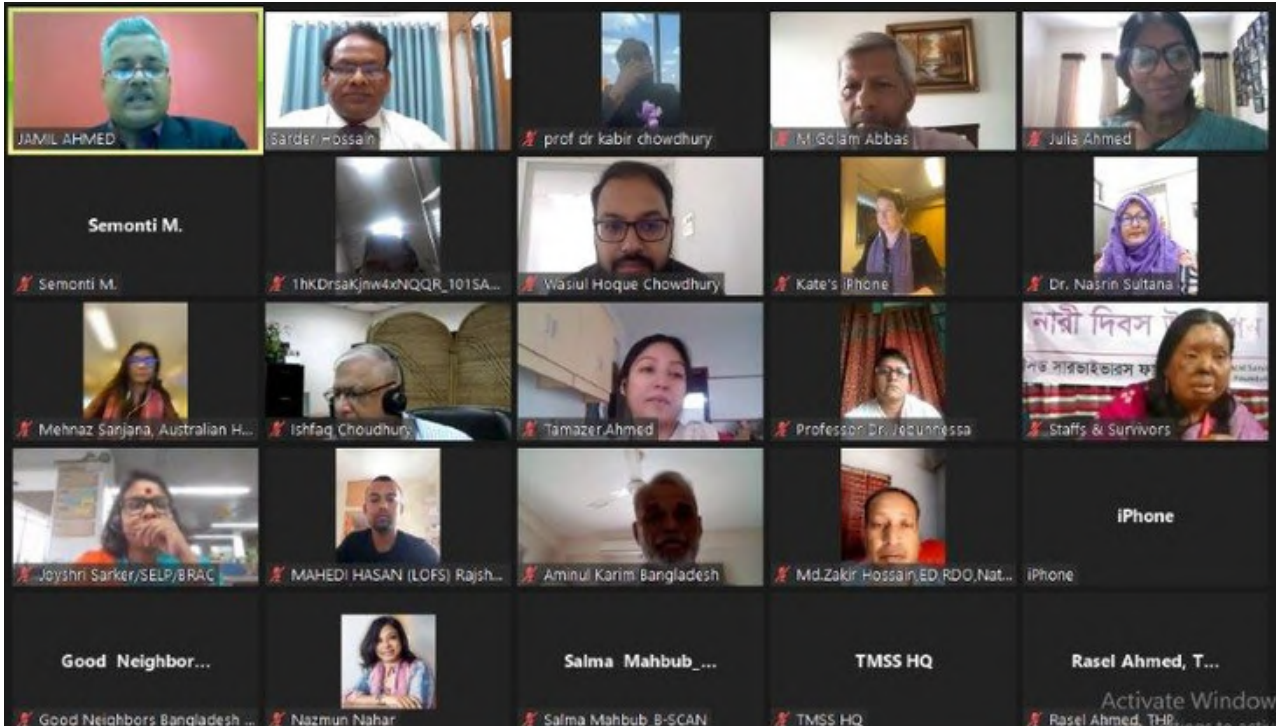 JAMIL AHMED
Sarder Hossain
prof dr kabir chowdhury
M Golam Abbas
Julia Ahmed
Semonti M.
Semonti M.
1hKDrsaKjnw4xNQQR_101SA...
Wasiul Hoque Chowdhury
Kate's iPhone
Dr. Nasrin Sultana
নারী দিবস
সারভাইভারস
Mehnaz Sanjana, Australian H...
Ishfaq Choudhury
Tamazer.Ahmed
Professor Dr. Jebunnessa
Staffs & Survivors
Joyshri Sarker/SELP/BRAC
MAHEDI HASAN (LOFS) Rajsh...
Aminul Karim Bangladesh
Md.Zakir Hossain,ED,RDO,Nat...
iPhone
iPhone
Good Neighbor...
Salma Mahbub_...
TMSS HQ
Rasel Ahmed, T...
Activate Window
Good Neighbors Bangladesh ...
Nazmun Nahar
Salma Mahbub_B-SCAN
TMSS HQ
Rasel Ahmed, THP